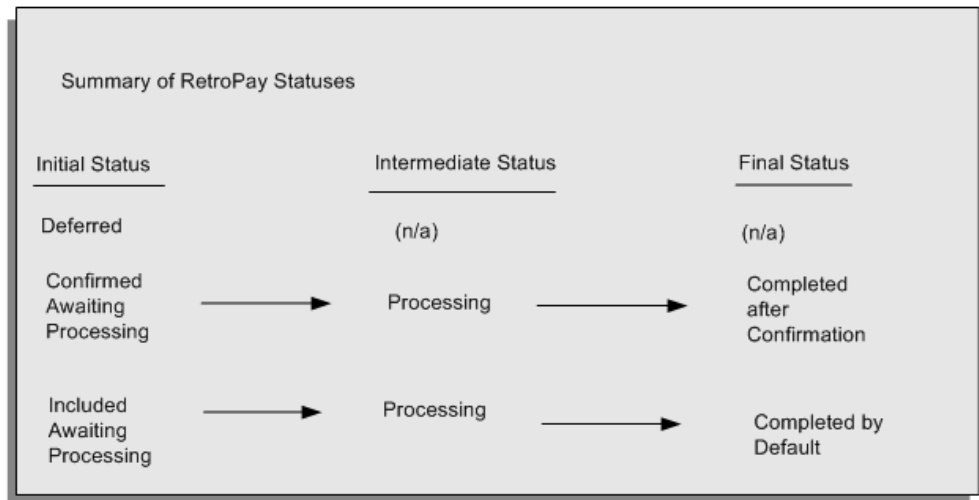 Summary of RetroPay Statuses
Initial Status
Intermediate Status
Final Status
Deferred
(n/a)
(n/a)
Confirmed
Awaiting
Processing
Processing
Completed
after
Confirmation
Included
Awaiting
Processing
Processing
Completed by
Default